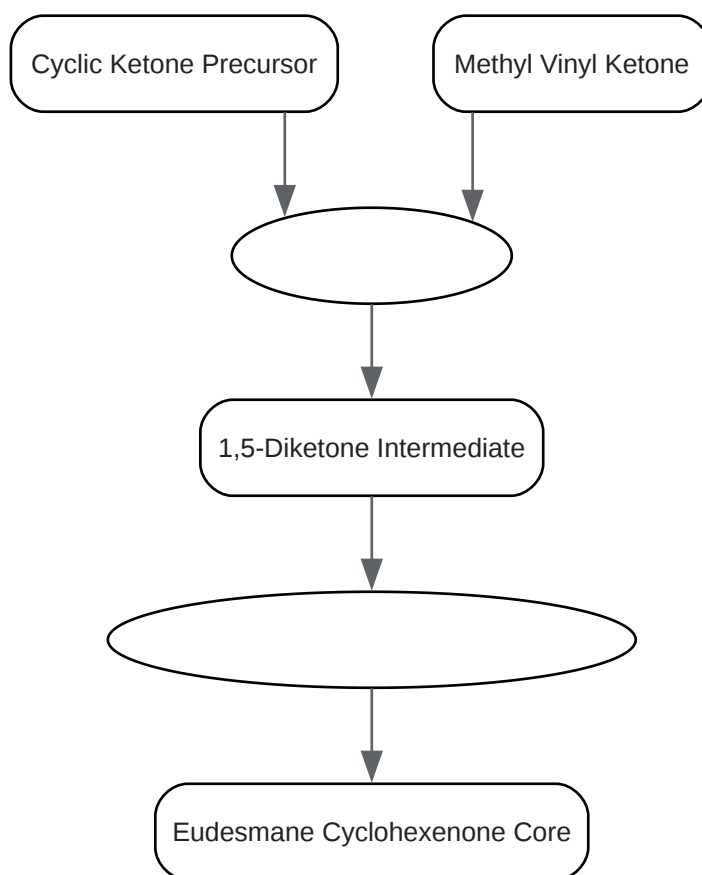 Cyclic Ketone Precursor
Methyl Vinyl Ketone
1,5-Diketone Intermediate
Eudesmane Cyclohexenone Core